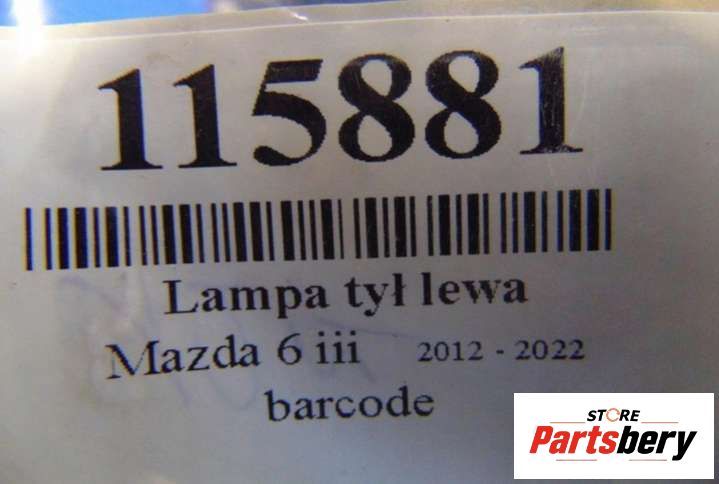 115881
Lampa tył lewa
Mazda 6 iii 2012 - 2022
barcode
STORE
Partsbery